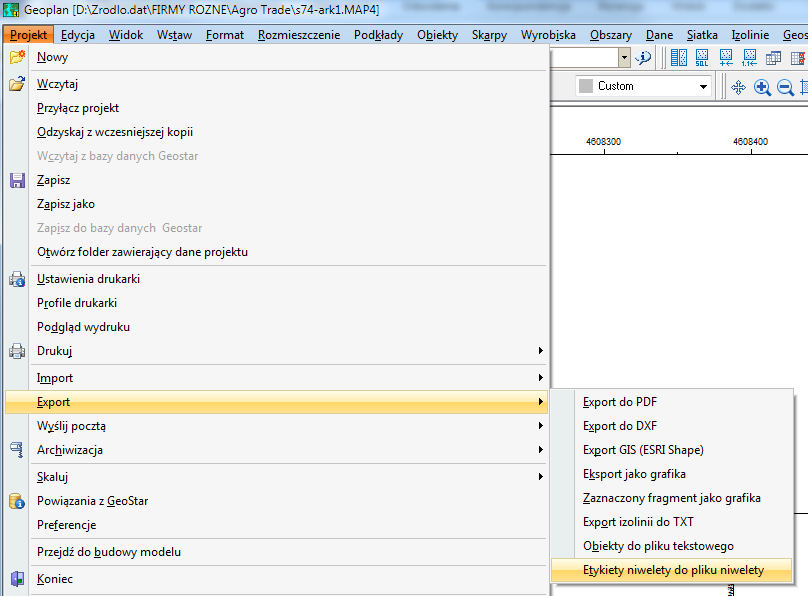 Geoplan [D:\Zrodlo.dat\FIRMY ROZNE\Agro Trade\s74-ark1.MAP4]
Projekt Edycja Widok Wstaw Format Rozmieszczenie Podkłady Obiekty Skarpy Wyrobiska Obszary Dane Siatka Izolinie Geos
Nowy
Wczytaj
Przyłącz projekt
Odzyskaj z wczesniejszej kopii
Wczytaj z bazy danych Geostar
Zapisz
Zapisz jako
Zapisz do bazy danych Geostar
Otwórz folder zawierający dane projektu
Ustawienia drukarki
Profile drukarki
Podgląd wydruku
Drukuj
Import
Export
Wyślij pocztą
Archiwizacja
Skaluj
Powiązania z GeoStar
Preferencje
Przejdź do budowy modelu
Koniec
SQL
1.1
Custom
4608300 4608400
Export do PDF
Export do DXF
Export GIS (ESRI Shape)
Eksport jako grafika
Zaznaczony fragment jako grafika
Export izolinii do TXT
Obiekty do pliku tekstowego
Etykiety niwelety do pliku niwelety